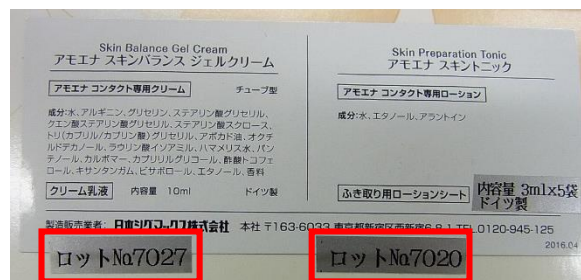 Skin Balance Gel Cream
アモエナ スキンバランス ジェルクリーム
アモエナ コンタクト専用クリーム チューブ型
成分:水、アルギニン、グリセリン、ステアリン酸グリセリル、
クエン酸ステアリン酸グリセリル、ステアリン酸スクロース、
トリ(カプリル/カプリン酸)グリセリル、アボカド油、オクチ
ルドデカノール、ラウリン酸イソアミル、ハマメリス水、パン
テノール、カルボマー、カプリリルグリコール、酢酸トコフェ
ロール、キサンタンガム、ビサボロール、エタノール、香料
クリーム乳液 内容量 10ml ドイツ製
Skin Preparation Tonic
アモエナ スキントニック
アモエナ コンタクト専用ローション
成分:水、エタノール、アラントイン
ふき取り用ローションシート 内容量 3ml×5袋
ドイツ製
製造販売業者: 日本シグマックス株式会社 本社 〒163-6033 東京都新宿区西新宿6-8-1 TEL.0120-945-125
2016.04
ロットNo7027
ロットNo7020